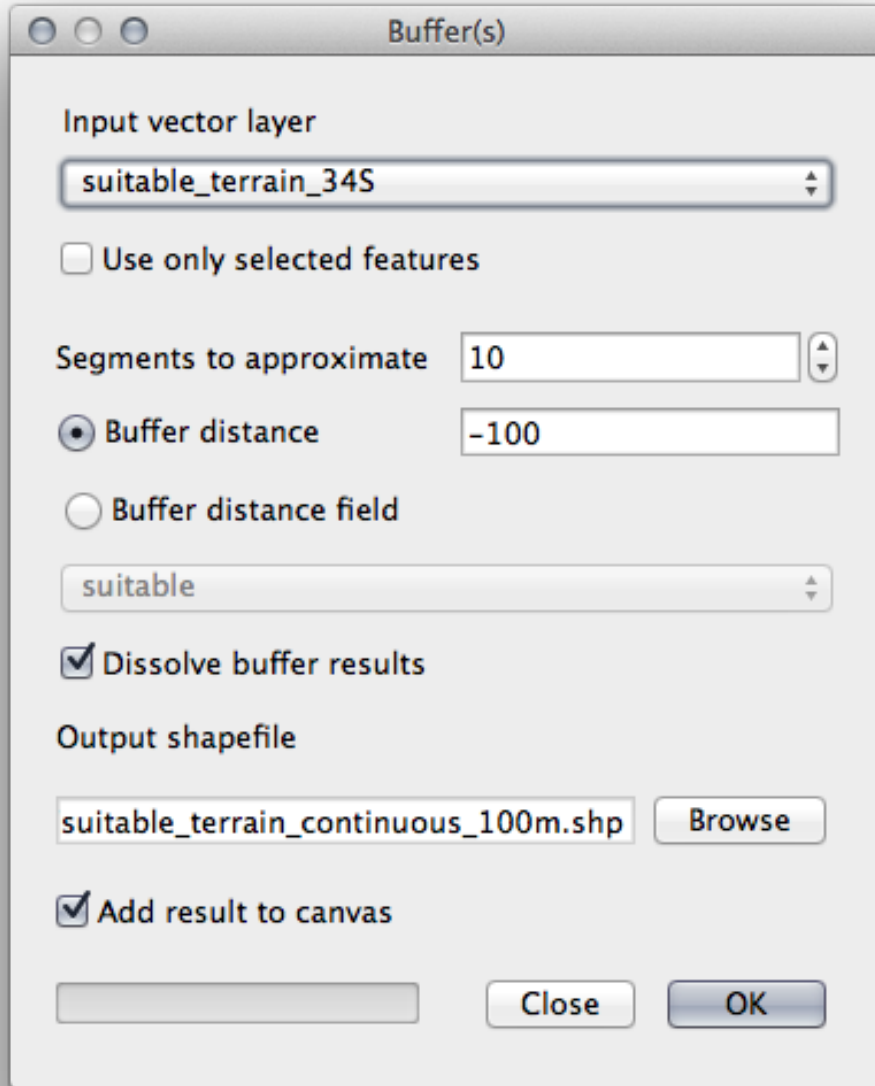 Buffer(s)
Input vector layer
suitable_terrain_34S
Use only selected features
Segments to approximate 10
Buffer distance -100
Buffer distance field
suitable
Dissolve buffer results
Output shapefile
suitable_terrain_continuous_100m.shp Browse
Add result to canvas
Close OK